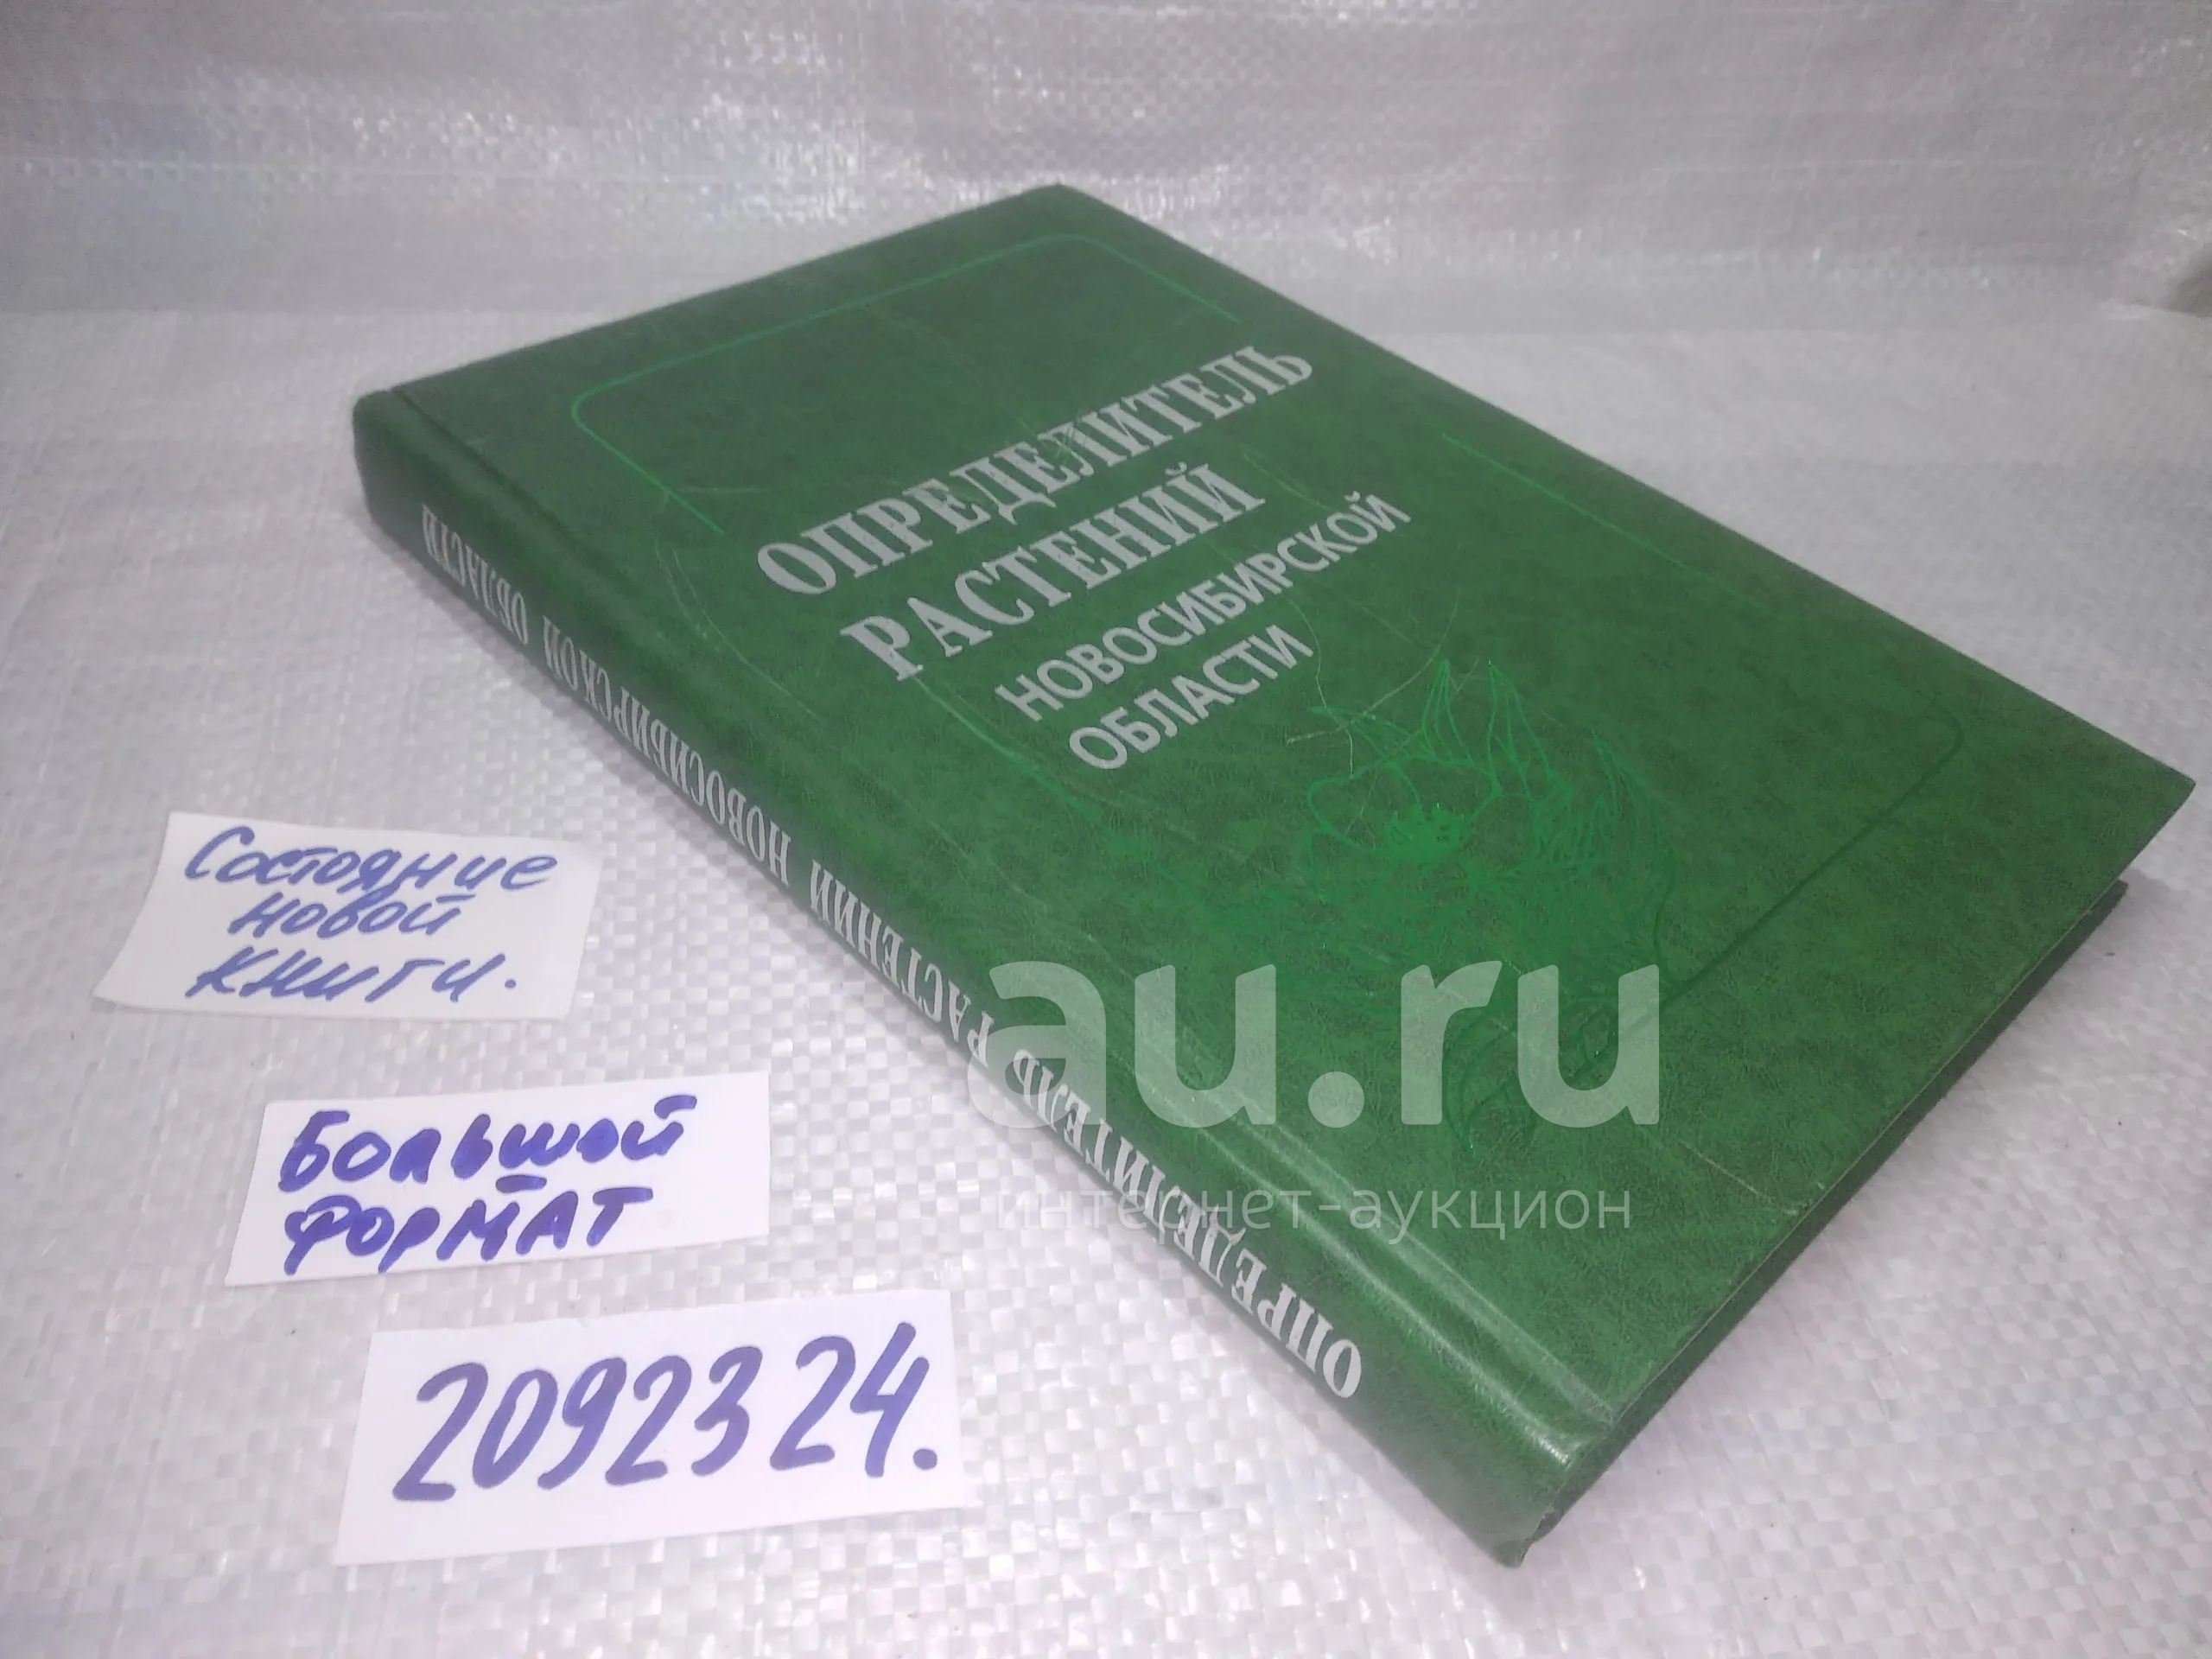 ОПРЕДЕЛИТЕЛЬ
РАСТЕНИЙ
НОВОСИБИРСКОЙ
ОБЛАСТИ
ОПРЕДЕЛИТЕЛЬ РАСТЕНИЙ НОВОСИБИРСКОЙ ОБЛАСТИ
Состояние
новой
книги.
Большой
формат
2092324.
au.ru
интернет-аукцион